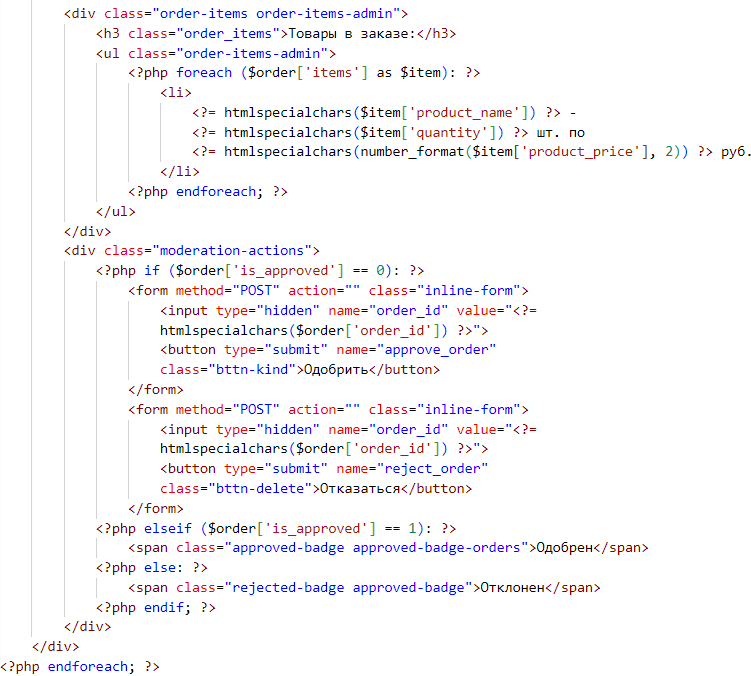 <div class="order-items order-items-admin">
<h3 class="order_items">Товары в заказе:</h3>
<ul class="order-items-admin">
<?php foreach ($order['items'] as $item): ?>
<li>
<?= htmlspecialchars($item['product_name']) ?> -
<?= htmlspecialchars($item['quantity']) ?> шт. по
<?= htmlspecialchars(number_format($item['product_price'], 2)) ?> руб.
</li>
<?php endforeach; ?>
</ul>
</div>
<div class="moderation-actions">
<?php if ($order['is_approved'] == 0): ?>
<form method="POST" action="" class="inline-form">
<input type="hidden" name="order_id" value="<?=
htmlspecialchars($order['order_id']) ?>">
<button type="submit" name="approve_order"
class="bttn-kind">Одобрить</button>
</form>
<form method="POST" action="" class="inline-form">
<input type="hidden" name="order_id" value="<?=
htmlspecialchars($order['order_id']) ?>">
<button type="submit" name="reject_order"
class="bttn-delete">Отказаться</button>
</form>
<?php elseif ($order['is_approved'] == 1): ?>
<span class="approved-badge approved-badge-orders">Одобрен</span>
<?php else: ?>
<span class="rejected-badge approved-badge">Отклонен</span>
<?php endif; ?>
</div>
</div>
<?php endforeach; ?>